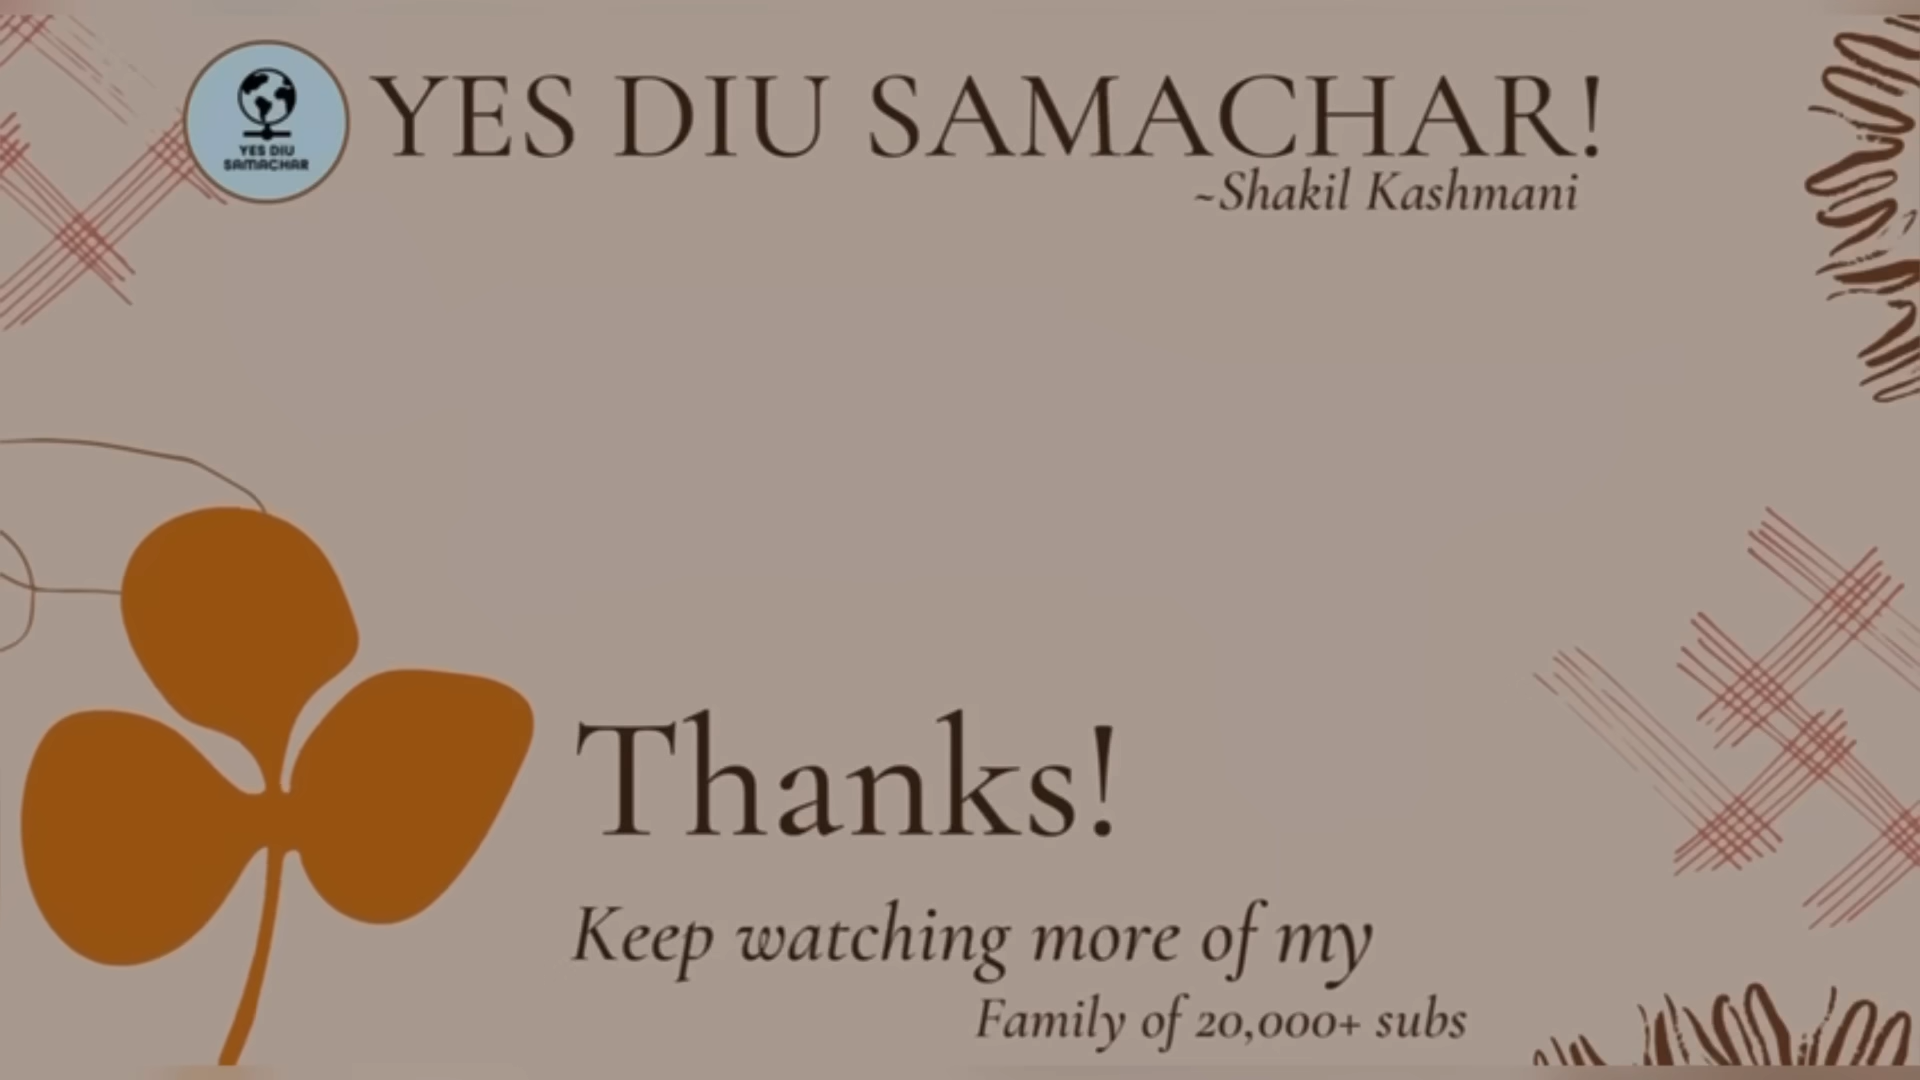 YES DIU SAMACHAR!
YES DIU
SAMACHAR
~Shakil Kashmani
Thanks!
Keep watching more of my
Family of 20,000+ subs